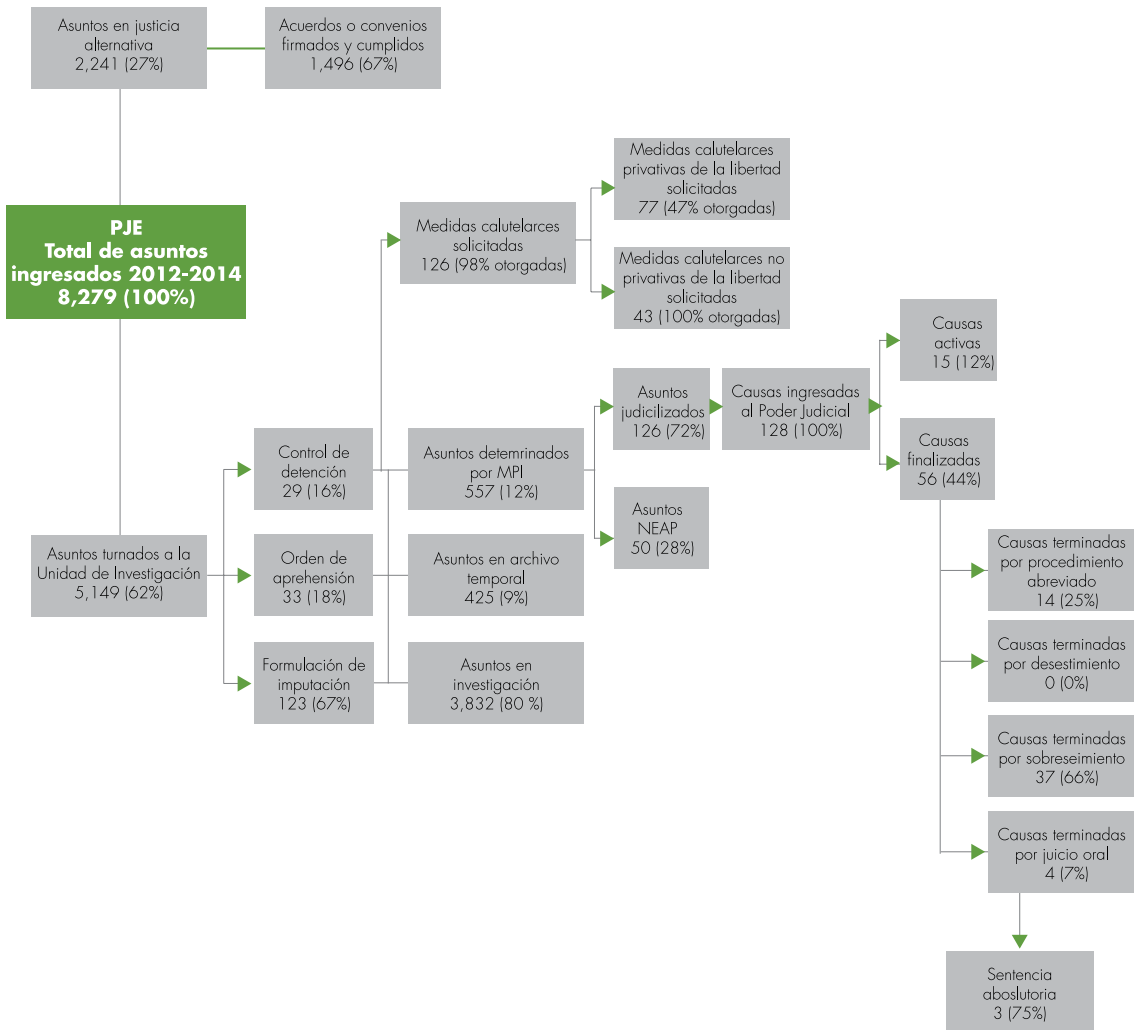 Asuntos en justicia
alternativa
2,241 (27%)
Acuerdos o convenios
firmados y cumplidos
1,496 (67%)
PJE
Total de asuntos
ingresados 2012-2014
8,279 (100%)
Medidas calutelarces
solicitadas
126 (98% otorgadas)
Medidas calutelarces
privativas de la libertad
solicitadas
77 (47% otorgadas)
Medidas calutelarces no
privativas de la libertad
solicitadas
43 (100% otorgadas)
Asuntos turnados a la
Unidad de Investigación
5,149 (62%)
Control de
detención
29 (16%)
Orden de
aprehensión
33 (18%)
Formulación de
imputación
123 (67%)
Asuntos detemrinados
por MPI
557 (12%)
Asuntos en archivo
temporal
425 (9%)
Asuntos en
investigación
3,832 (80 %)
Asuntos
judicilizados
126 (72%)
Asuntos
NEAP
50 (28%)
Causas ingresadas
al Poder Judicial
128 (100%)
Causas
activas
15 (12%)
Causas
finalizadas
56 (44%)
Causas terminadas
por procedimiento
abreviado
14 (25%)
Causas terminadas
por desestimiento
0 (0%)
Causas terminadas
por sobreseimiento
37 (66%)
Causas terminadas
por juicio oral
4 (7%)
Sentencia
aboslutoria
3 (75%)